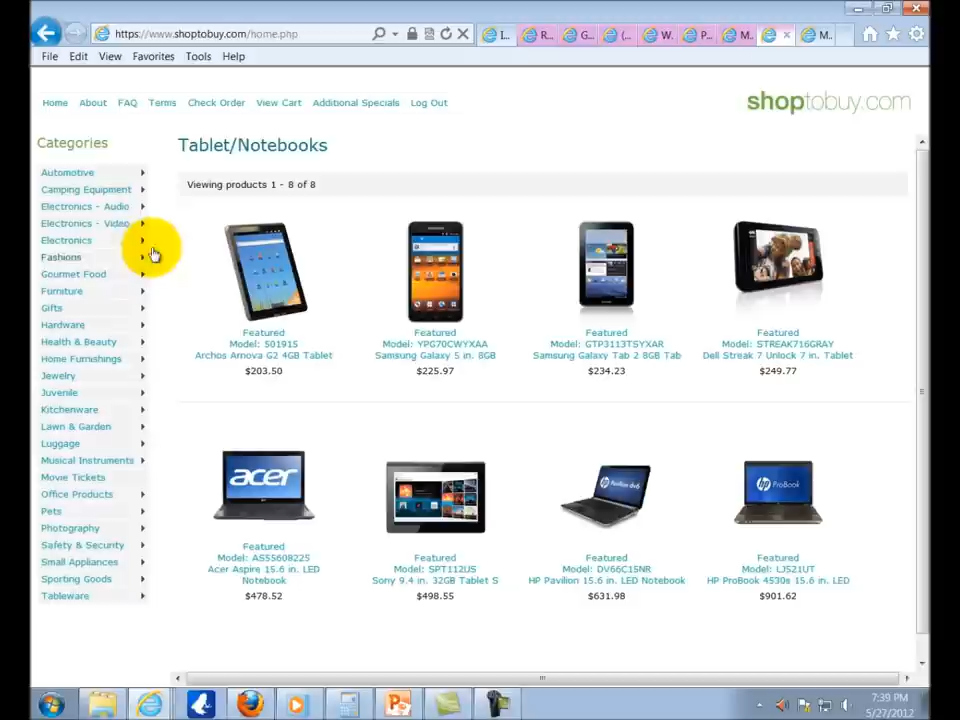 https://www.shoptobuy.com/home.php
I...
R...
G...
(...
W...
P...
M...
M...
File Edit View Favorites Tools Help
Home About FAQ Terms Check Order View Cart Additional Specials Log Out
shoptobuy.com
Categories
Automotive
Camping Equipment
Electronics - Audio
Electronics - Video
Electronics
Fashions
Gourmet Food
Furniture
Gifts
Hardware
Health & Beauty
Home Furnishings
Jewelry
Juvenile
Kitchenware
Lawn & Garden
Luggage
Musical Instruments
Movie Tickets
Office Products
Pets
Photography
Safety & Security
Small Appliances
Sporting Goods
Tableware
Tablet/Notebooks
Viewing products 1 - 8 of 8
Featured
Model: 501915
Archos Arnova G2 4GB Tablet
$203.50
Featured
Model: YPG70CWYXAA
Samsung Galaxy 5 in. 8GB
$225.97
Featured
Model: GTP3113TSYXAR
Samsung Galaxy Tab 2 8GB Tab
$234.23
Featured
Model: STREAK716GRAY
Dell Streak 7 Unlock 7 in. Tablet
$249.77
acer
Featured
Model: AS55608225
Acer Aspire 15.6 in. LED
Notebook
$478.52
Featured
Model: SPT112US
Sony 9.4 in. 32GB Tablet S
$498.55
HP Pavilion dv6
Featured
Model: DV66C15NR
HP Pavilion 15.6 in. LED Notebook
$631.98
HP ProBook
Featured
Model: LJ521UT
HP ProBook 4530s 15.6 in. LED
$901.62
7:39 PM
5/27/2012